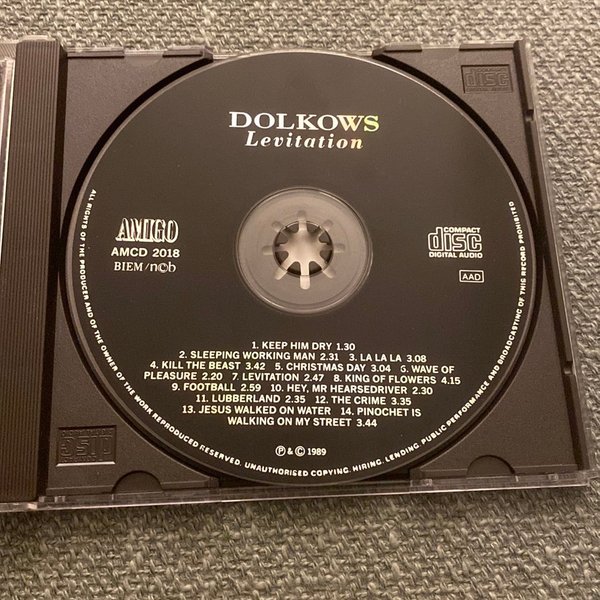 COMPACT
disc
DOLKOWS
Levitation
AMIGO
AMCD 2018
BIEM/n©b
COMPACT
disc
DIGITAL AUDIO
AAD
1. KEEP HIM DRY 1.30
2. SLEEPING WORKING MAN 2.31 3. LA LA LA 3.08
4. KILL THE BEAST 3.42 5. CHRISTMAS DAY 3.04 6. WAVE OF
PLEASURE 2.20 7. LEVITATION 2.47 8. KING OF FLOWERS 4.15
9. FOOTBALL 2.59 10. HEY, MR HEARSEDRIVER 2.30
11. LUBBERLAND 2.35 12. THE CRIME 3.35
13. JESUS WALKED ON WATER 14. PINOCHET IS
WALKING ON MY STREET 3.44
℗ & © 1989
ALL RIGHTS OF THE PRODUCER AND OF THE OWNER OF THE WORK REPRODUCED RESERVED. UNAUTHORISED COPYING, HIRING, LENDING PUBLIC PERFORMANCE AND BROADCASTING OF THIS RECORD PROHIBITED
COMPACT
disc